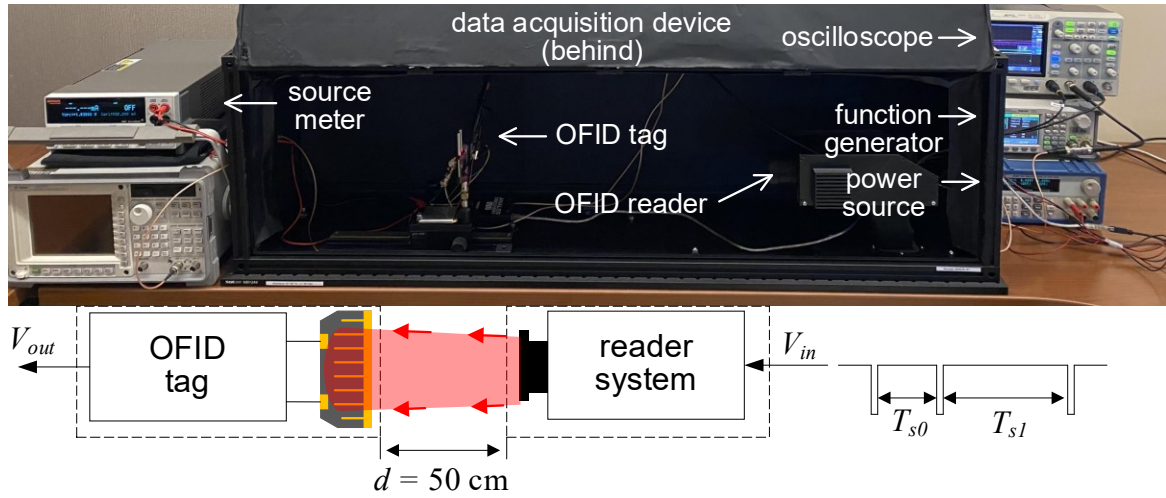 data acquisition device
(behind)
oscilloscope
source
meter
OFID tag
function
generator
OFID reader
power
source
OFF
V_out
OFID
tag
reader
system
V_in
T_s0
T_s1
d = 50 cm